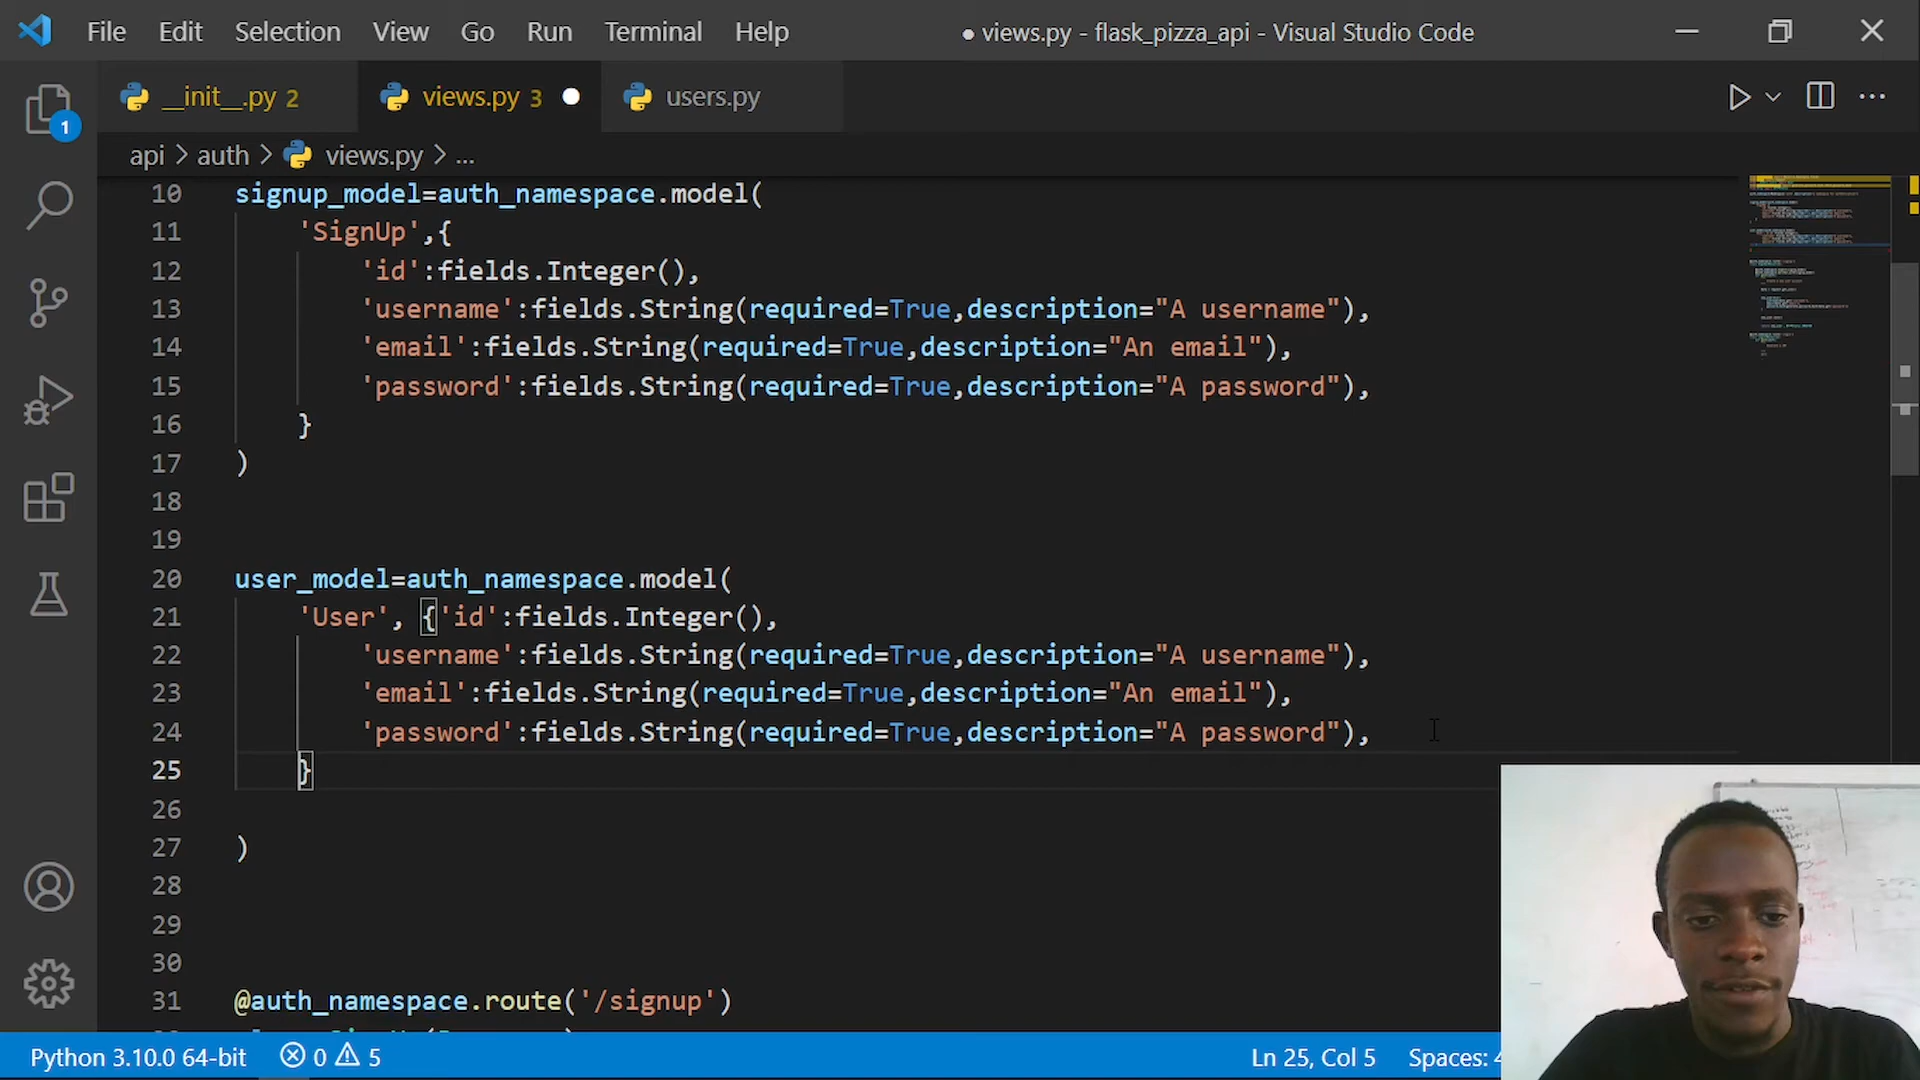 File Edit Selection View Go Run Terminal Help ● views.py - flask_pizza_api - Visual Studio Code
__init__.py 2 views.py 3 users.py
1
api > auth > views.py > ...
10 signup_model=auth_namespace.model(
11 'SignUp',{
12 'id':fields.Integer(),
13 'username':fields.String(required=True,description="A username"),
14 'email':fields.String(required=True,description="An email"),
15 'password':fields.String(required=True,description="A password"),
16 }
17 )
18
19
20 user_model=auth_namespace.model(
21 'User', {'id':fields.Integer(),
22 'username':fields.String(required=True,description="A username"),
23 'email':fields.String(required=True,description="An email"),
24 'password':fields.String(required=True,description="A password"),
25 }
26
27 )
28
29
30
31 @auth_namespace.route('/signup')
Python 3.10.0 64-bit 0 5 Ln 25, Col 5 Spaces: